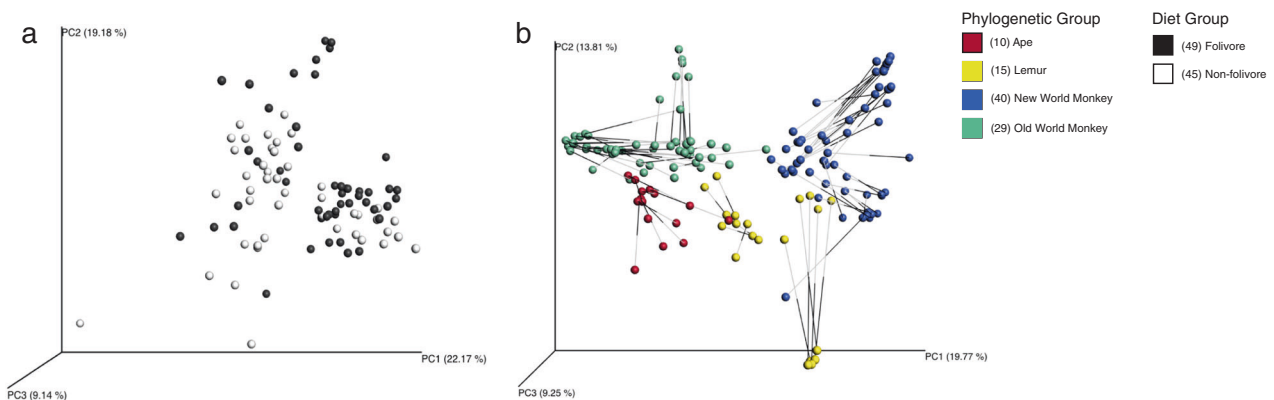 a
PC2 (19.18 %)
PC1 (22.17 %)
PC3 (9.14 %)
b
PC2 (13.81 %)
PC1 (19.77 %)
PC3 (9.25 %)
Phylogenetic Group
(10) Ape
(15) Lemur
(40) New World Monkey
(29) Old World Monkey
Diet Group
(49) Folivore
(45) Non-folivore